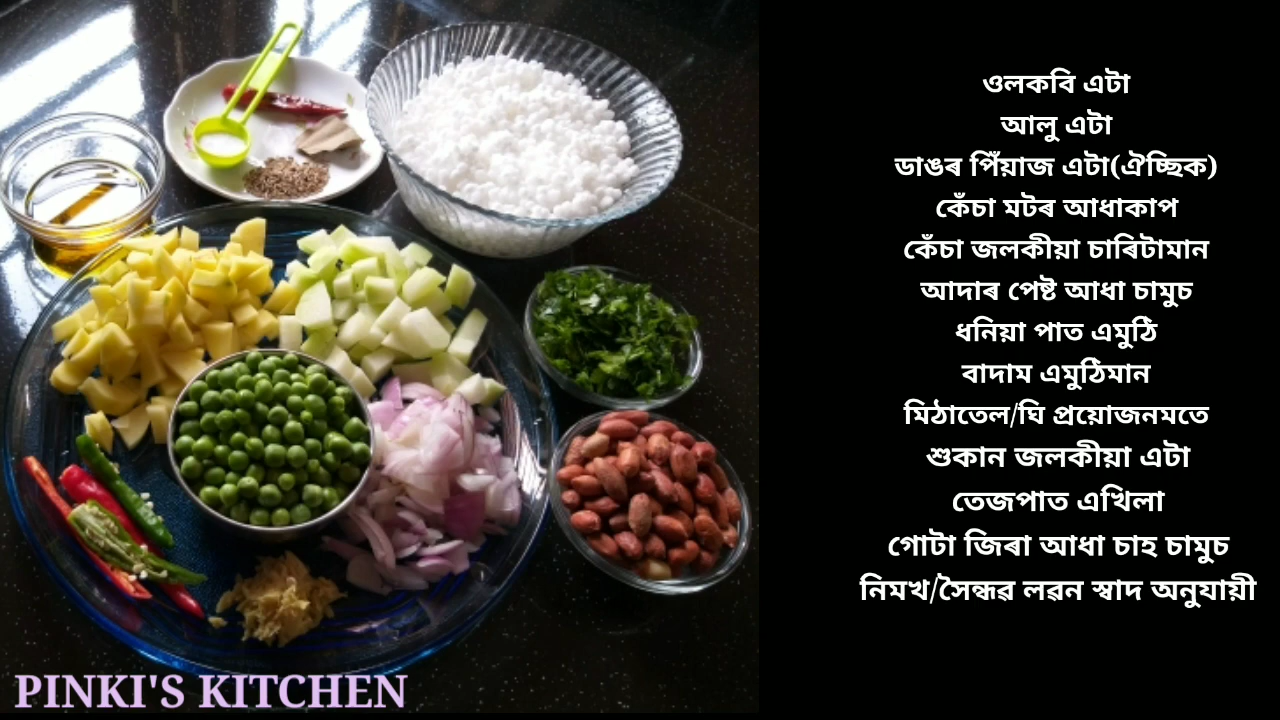 ওলকবি এটা
আলু এটা
ডাঙৰ পিঁয়াজ এটা(ঐচ্ছিক)
কেঁচা মটৰ আধাকাপ
কেঁচা জলকীয়া চাৰিটামান
আদাৰ পেষ্ট আধা চামুচ
ধনিয়া পাত এমুঠি
বাদাম এমুঠিমান
মিঠাতেল/ঘি প্ৰয়োজনমতে
শুকান জলকীয়া এটা
তেজপাত এখিলা
গোটা জিৰা আধা চাহ চামুচ
নিমখ/সৈন্ধৱ লৱন স্বাদ অনুযায়ী
PINKI'S KITCHEN